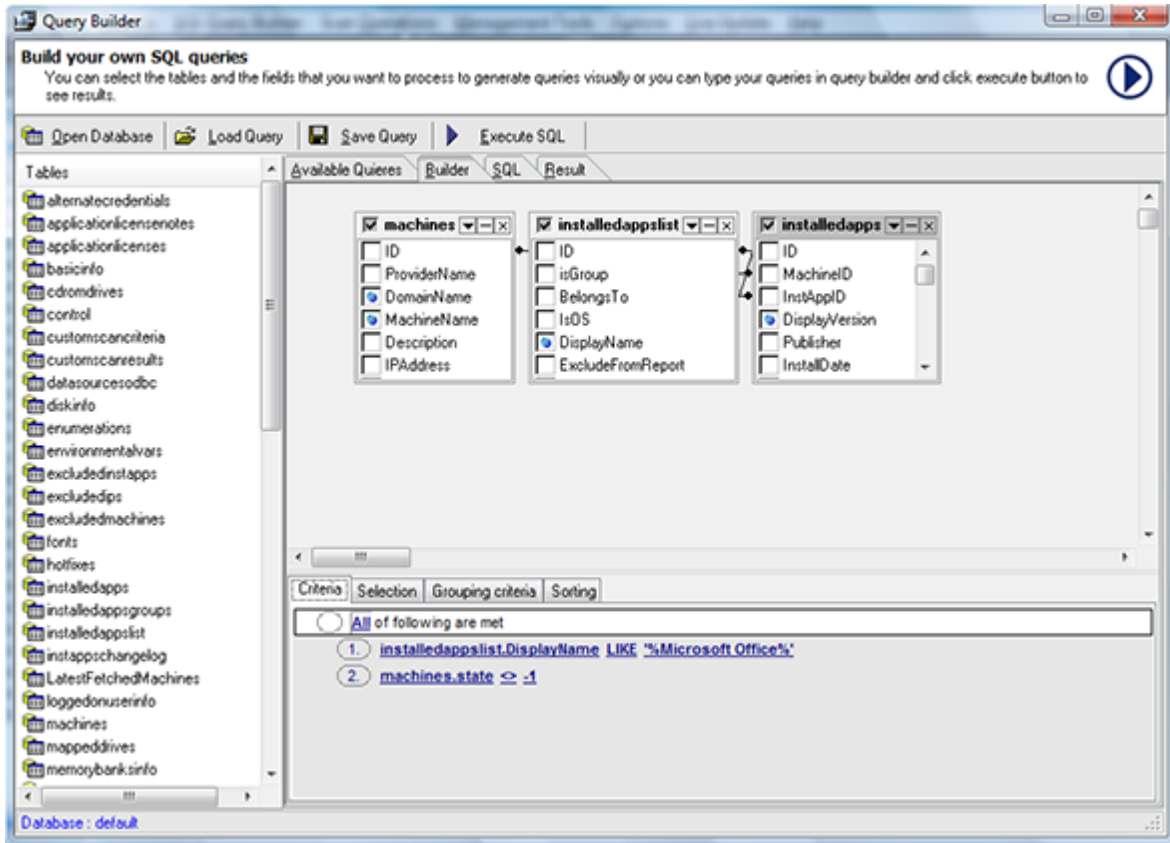 Query Builder
Build your own SQL queries
You can select the tables and the fields that you want to process to generate queries visually or you can type your queries in query builder and click execute button to
see results.
Open Database Load Query Save Query Execute SQL
Tables
alternatecredentials
applicationlicensenotes
applicationlicenses
basicinfo
cdromdrives
control
customscancriteria
customscanresults
datasourcesodbc
diskinfo
enumerations
environmentalvars
excludedinstapps
excludedips
excludedmachines
fonts
hotfixes
installedapps
installedappsgroups
installedappslist
instappschangelog
LatestFetchedMachines
loggedonuserinfo
machines
mappeddrives
memorybanksinfo
Available Quieres Builder SQL Result
machines
ID
ProviderName
DomainName
MachineName
Description
IPAddress
installedappslist
ID
isGroup
BelongsTo
IsOS
DisplayName
ExcludeFromReport
installedapps
ID
MachineID
InstAppID
DisplayVersion
Publisher
InstallDate
Criteria Selection Grouping criteria Sorting
All of following are met
1. installedappslist.DisplayName LIKE '%Microsoft Office%'
2. machines.state <> -1
Database : default